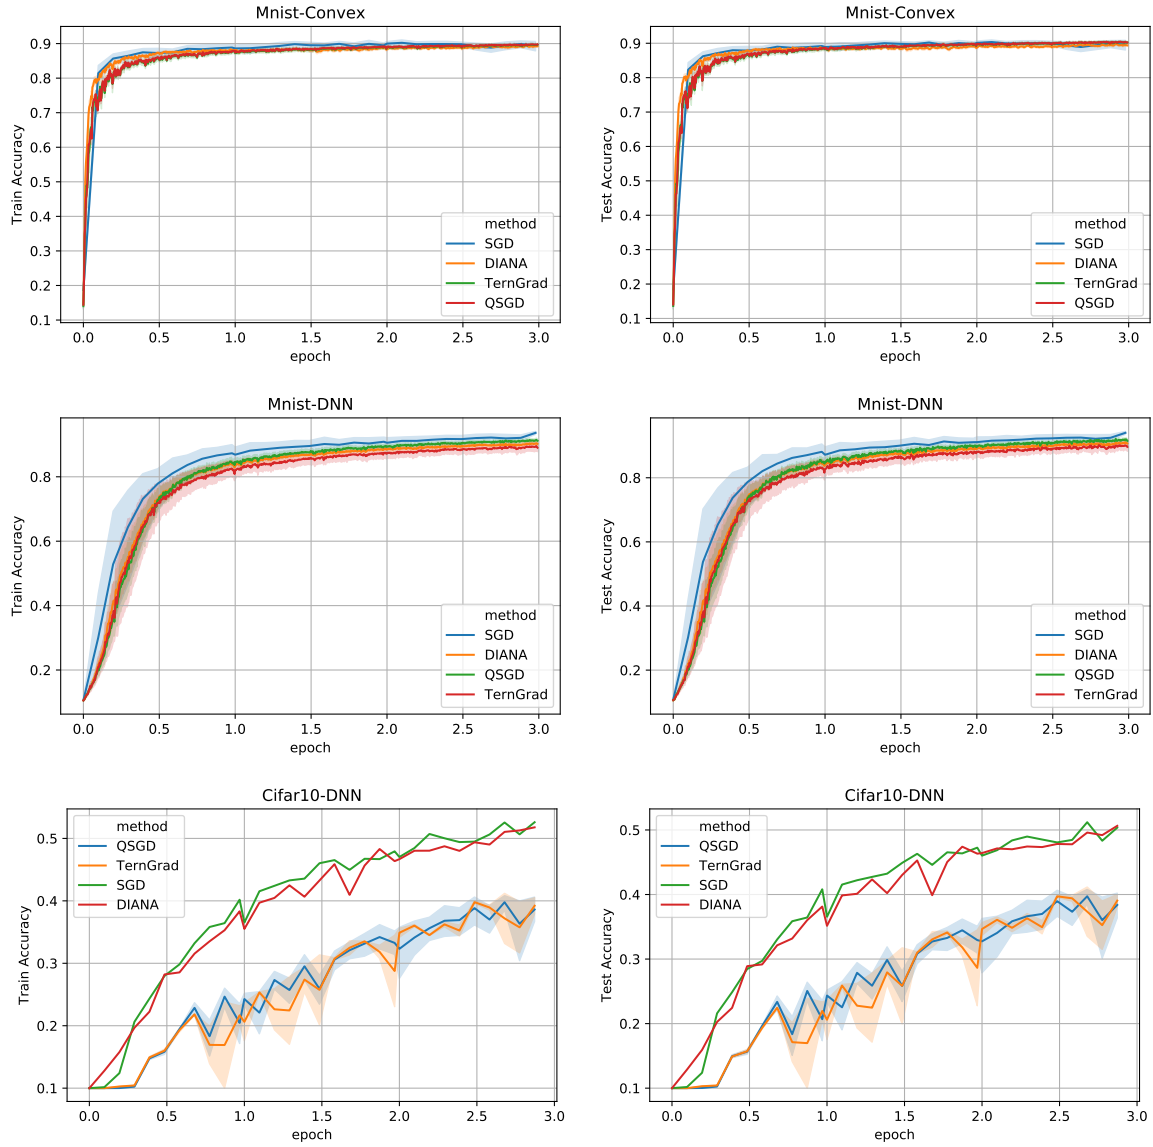 Mnist-Convex
Train Accuracy
0.9
0.8
0.7
0.6
0.5
0.4
0.3
0.2
0.1
method
SGD
DIANA
TernGrad
QSGD
0.0 0.5 1.0 1.5 2.0 2.5 3.0
epoch
Mnist-Convex
Test Accuracy
0.9
0.8
0.7
0.6
0.5
0.4
0.3
0.2
0.1
method
SGD
DIANA
TernGrad
QSGD
0.0 0.5 1.0 1.5 2.0 2.5 3.0
epoch
Mnist-DNN
Train Accuracy
0.8
0.6
0.4
0.2
method
SGD
DIANA
QSGD
TernGrad
0.0 0.5 1.0 1.5 2.0 2.5 3.0
epoch
Mnist-DNN
Test Accuracy
0.8
0.6
0.4
0.2
method
SGD
DIANA
QSGD
TernGrad
0.0 0.5 1.0 1.5 2.0 2.5 3.0
epoch
Cifar10-DNN
Train Accuracy
0.5
0.4
0.3
0.2
0.1
method
QSGD
TernGrad
SGD
DIANA
0.0 0.5 1.0 1.5 2.0 2.5 3.0
epoch
Cifar10-DNN
Test Accuracy
0.5
0.4
0.3
0.2
0.1
method
QSGD
TernGrad
SGD
DIANA
0.0 0.5 1.0 1.5 2.0 2.5 3.0
epoch